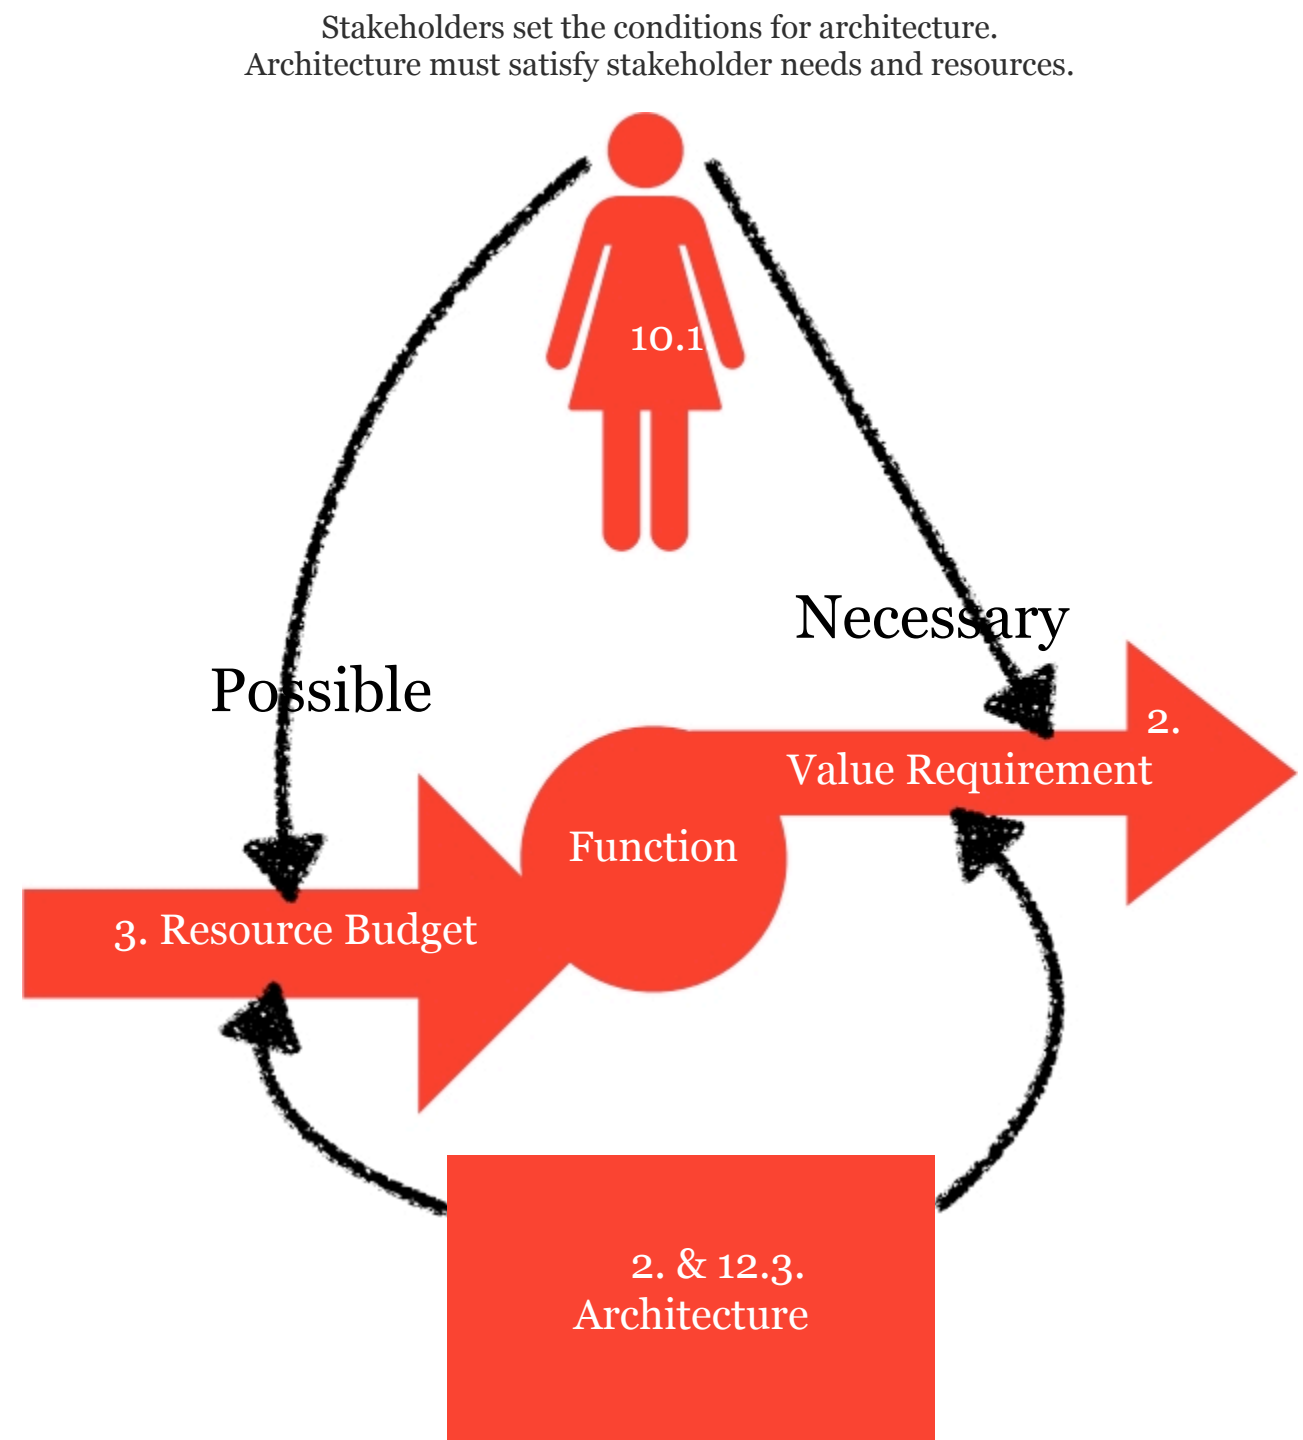 Stakeholders set the conditions for architecture.
Architecture must satisfy stakeholder needs and resources.
10.1
Necessary
Possible
2.
Value Requirement
Function
3. Resource Budget
2. & 12.3.
Architecture